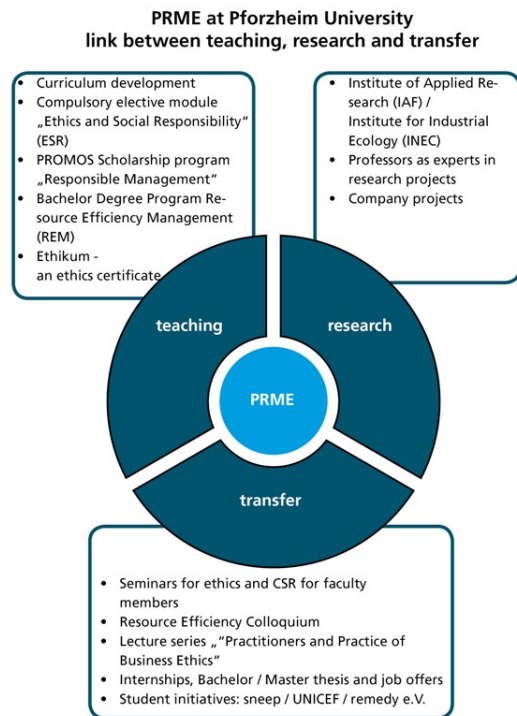 PRME at Pforzheim University
link between teaching, research and transfer
• Curriculum development
• Compulsory elective module
„Ethics and Social Responsibility“
(ESR)
• PROMOS Scholarship program
„Responsible Management“
• Bachelor Degree Program Re-
source Efficiency Management
(REM)
• Ethikum -
an ethics certificate
• Institute of Applied Re-
search (IAF) /
Institute for Industrial
Ecology (INEC)
• Professors as experts in
research projects
• Company projects
teaching
research
PRME
transfer
• Seminars for ethics and CSR for faculty
members
• Resource Efficiency Colloquium
• Lecture series „“Practitioners and Practice of
Business Ethics“
• Internships, Bachelor / Master thesis and job offers
• Student initiatives: sneep / UNICEF / remedy e.V.